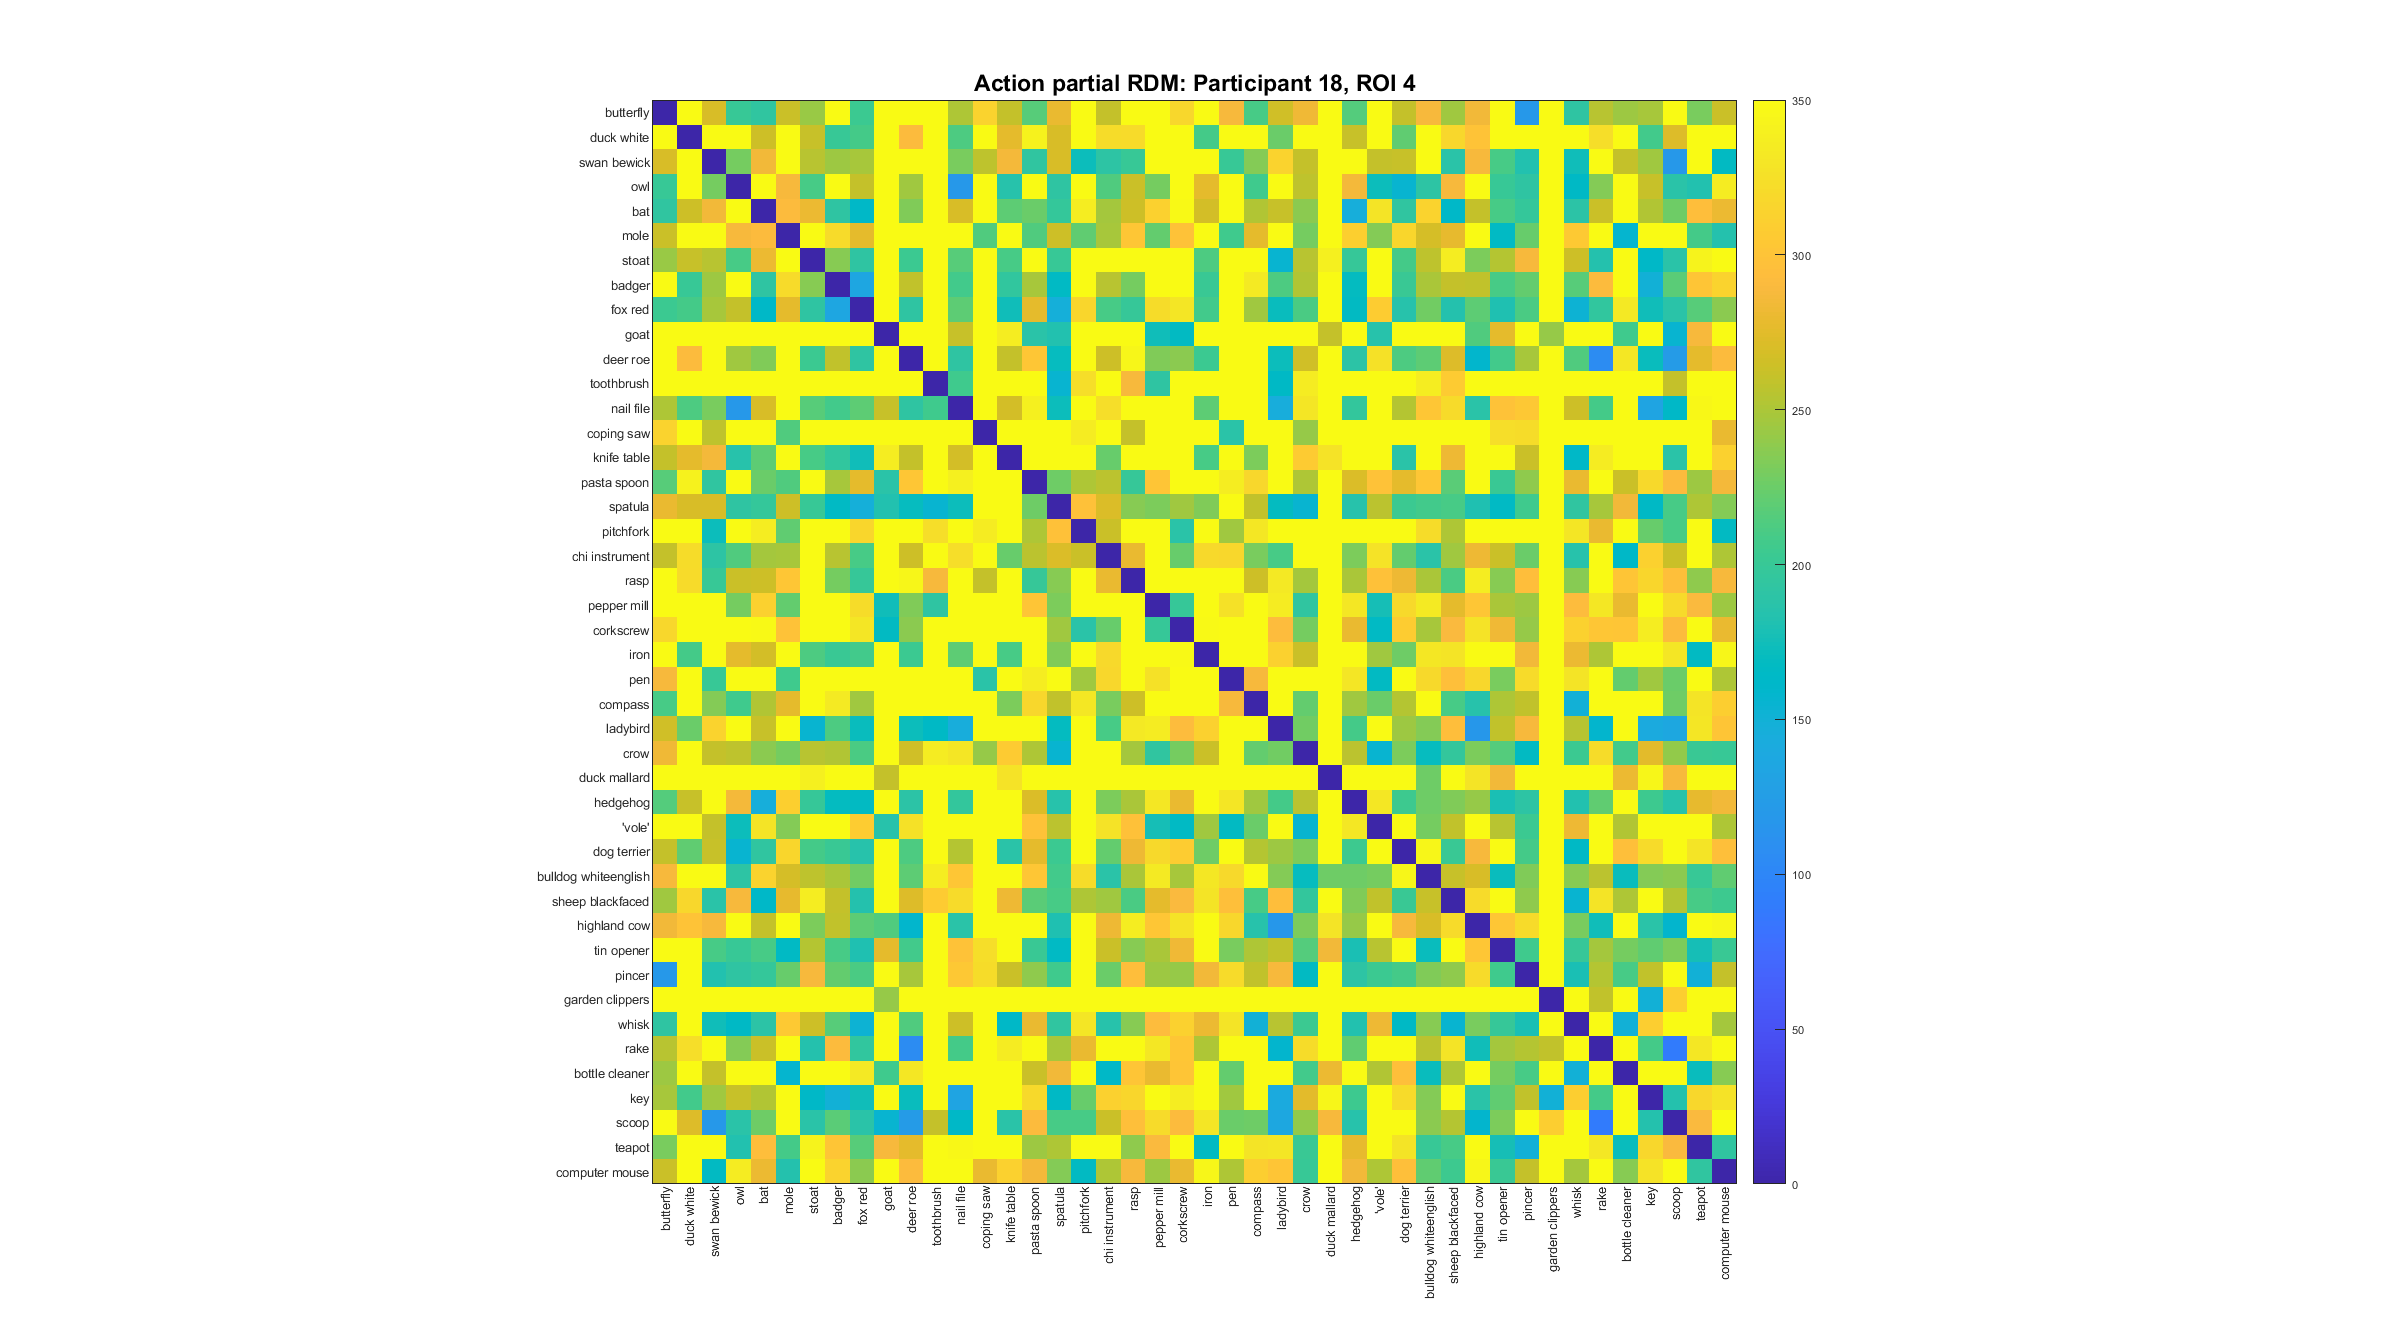 Action partial RDM: Participant 18, ROI 4
butterfly
duck white
swan bewick
owl
bat
mole
stoat
badger
fox red
goat
deer roe
toothbrush
nail file
coping saw
knife table
pasta spoon
spatula
pitchfork
chi instrument
rasp
pepper mill
corkscrew
iron
pen
compass
ladybird
crow
duck mallard
hedgehog
'vole'
dog terrier
bulldog whiteenglish
sheep blackfaced
highland cow
tin opener
pincer
garden clippers
whisk
rake
bottle cleaner
key
scoop
teapot
computer mouse
butterfly
duck white
swan bewick
owl
bat
mole
stoat
badger
fox red
goat
deer roe
toothbrush
nail file
coping saw
knife table
pasta spoon
spatula
pitchfork
chi instrument
rasp
pepper mill
corkscrew
iron
pen
compass
ladybird
crow
duck mallard
hedgehog
'vole'
dog terrier
bulldog whiteenglish
sheep blackfaced
highland cow
tin opener
pincer
garden clippers
whisk
rake
bottle cleaner
key
scoop
teapot
computer mouse
350
300
250
200
150
100
50
0